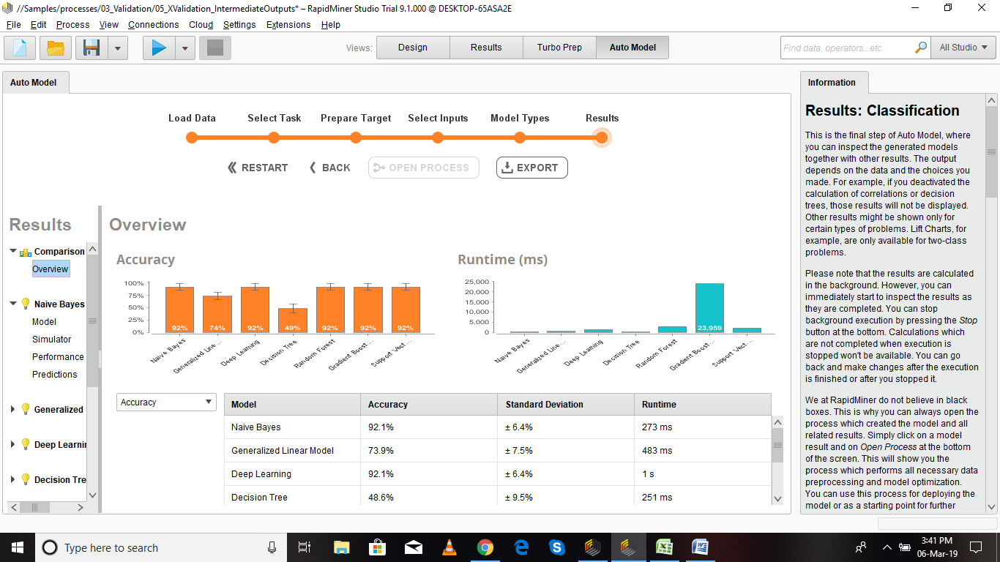 //Samples/processes/03_Validation/05_XValidation_IntermediateOutputs* – RapidMiner Studio Trial 9.1.000 @ DESKTOP-65ASA2E
File Edit Process View Connections Cloud Settings Extensions Help
Views: Design Results Turbo Prep Auto Model
Find data, operators...etc All Studio
Auto Model
Load Data Select Task Prepare Target Select Inputs Model Types Results
RESTART BACK OPEN PROCESS EXPORT
Results
Comparison
Overview
Naive Bayes
Model
Simulator
Performance
Predictions
Generalized
Deep Learnin
Decision Tre
Overview
Accuracy
100%
75%
50%
25%
0%
92% 74% 92% 49% 92% 92% 92%
Naive Bayes
Generalized Line...
Deep Learning
Decision Tree
Random Forest
Gradient Boost...
Support Vect...
Runtime (ms)
25,000
20,000
15,000
10,000
5,000
0
23,959
Naive Bayes
Generalized Line...
Deep Learning
Decision Tree
Random Forest
Gradient Boost...
Support Vect...
Accuracy
Model Accuracy Standard Deviation Runtime
Naive Bayes 92.1% ± 6.4% 273 ms
Generalized Linear Model 73.9% ± 7.5% 483 ms
Deep Learning 92.1% ± 6.4% 1 s
Decision Tree 48.6% ± 9.5% 251 ms
Information
Results: Classification
This is the final step of Auto Model, where
you can inspect the generated models
together with other results. The output
depends on the data and the choices you
made. For example, if you deactivated the
calculation of correlations or decision
trees, those results will not be displayed.
Other results might be shown only for
certain types of problems. Lift Charts, for
example, are only available for two-class
problems.
Please note that the results are calculated
in the background. However, you can
immediately start to inspect the results as
they are completed. You can stop
background execution by pressing the Stop
button at the bottom. Calculations which
are not completed when execution is
stopped won't be available. You can go
back and make changes after the execution
is finished or after you stopped it.
We at RapidMiner do not believe in black
boxes. This is why you can always open the
process which created the model and all
related results. Simply click on a model
result and on Open Process at the bottom
of the screen. This will show you the
process which performs all necessary data
preprocessing and model optimization.
You can use this process for deploying the
model or as a starting point for further
Type here to search
3:41 PM
06-Mar-19